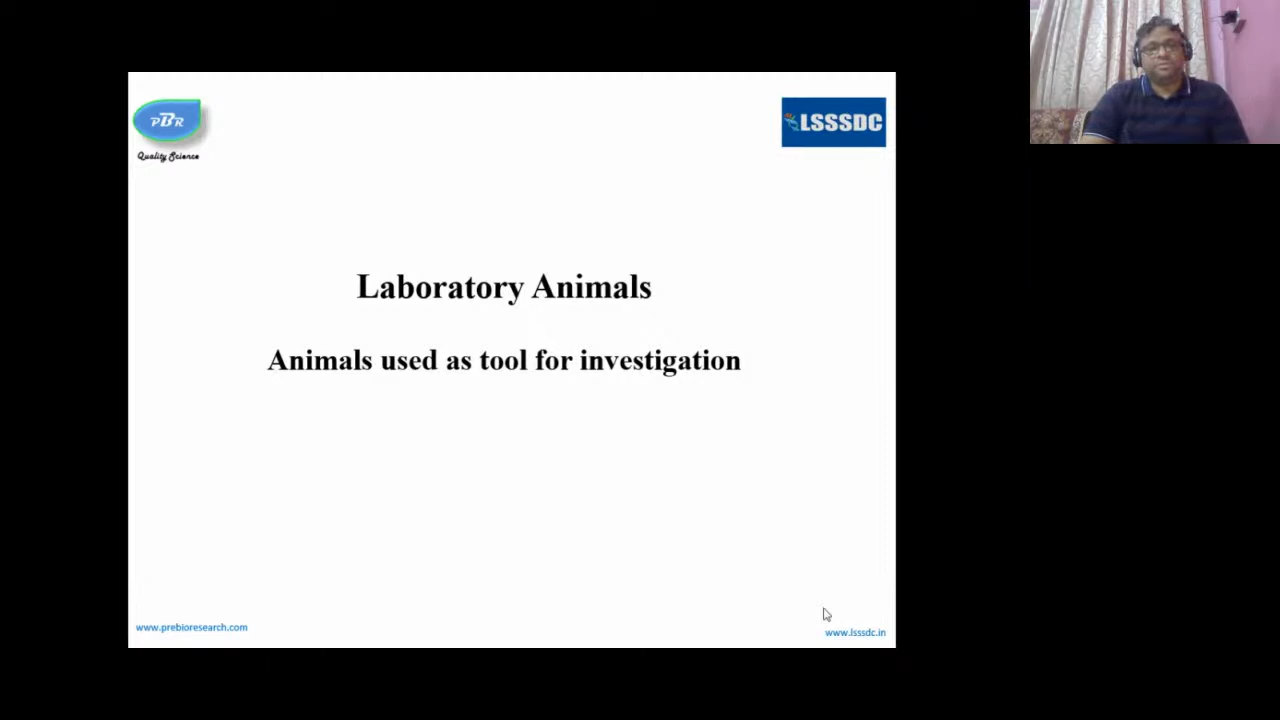 PBR
Quality Science
LSSSDC
Laboratory Animals
Animals used as tool for investigation
www.prebioresearch.com
www.lsssdc.in